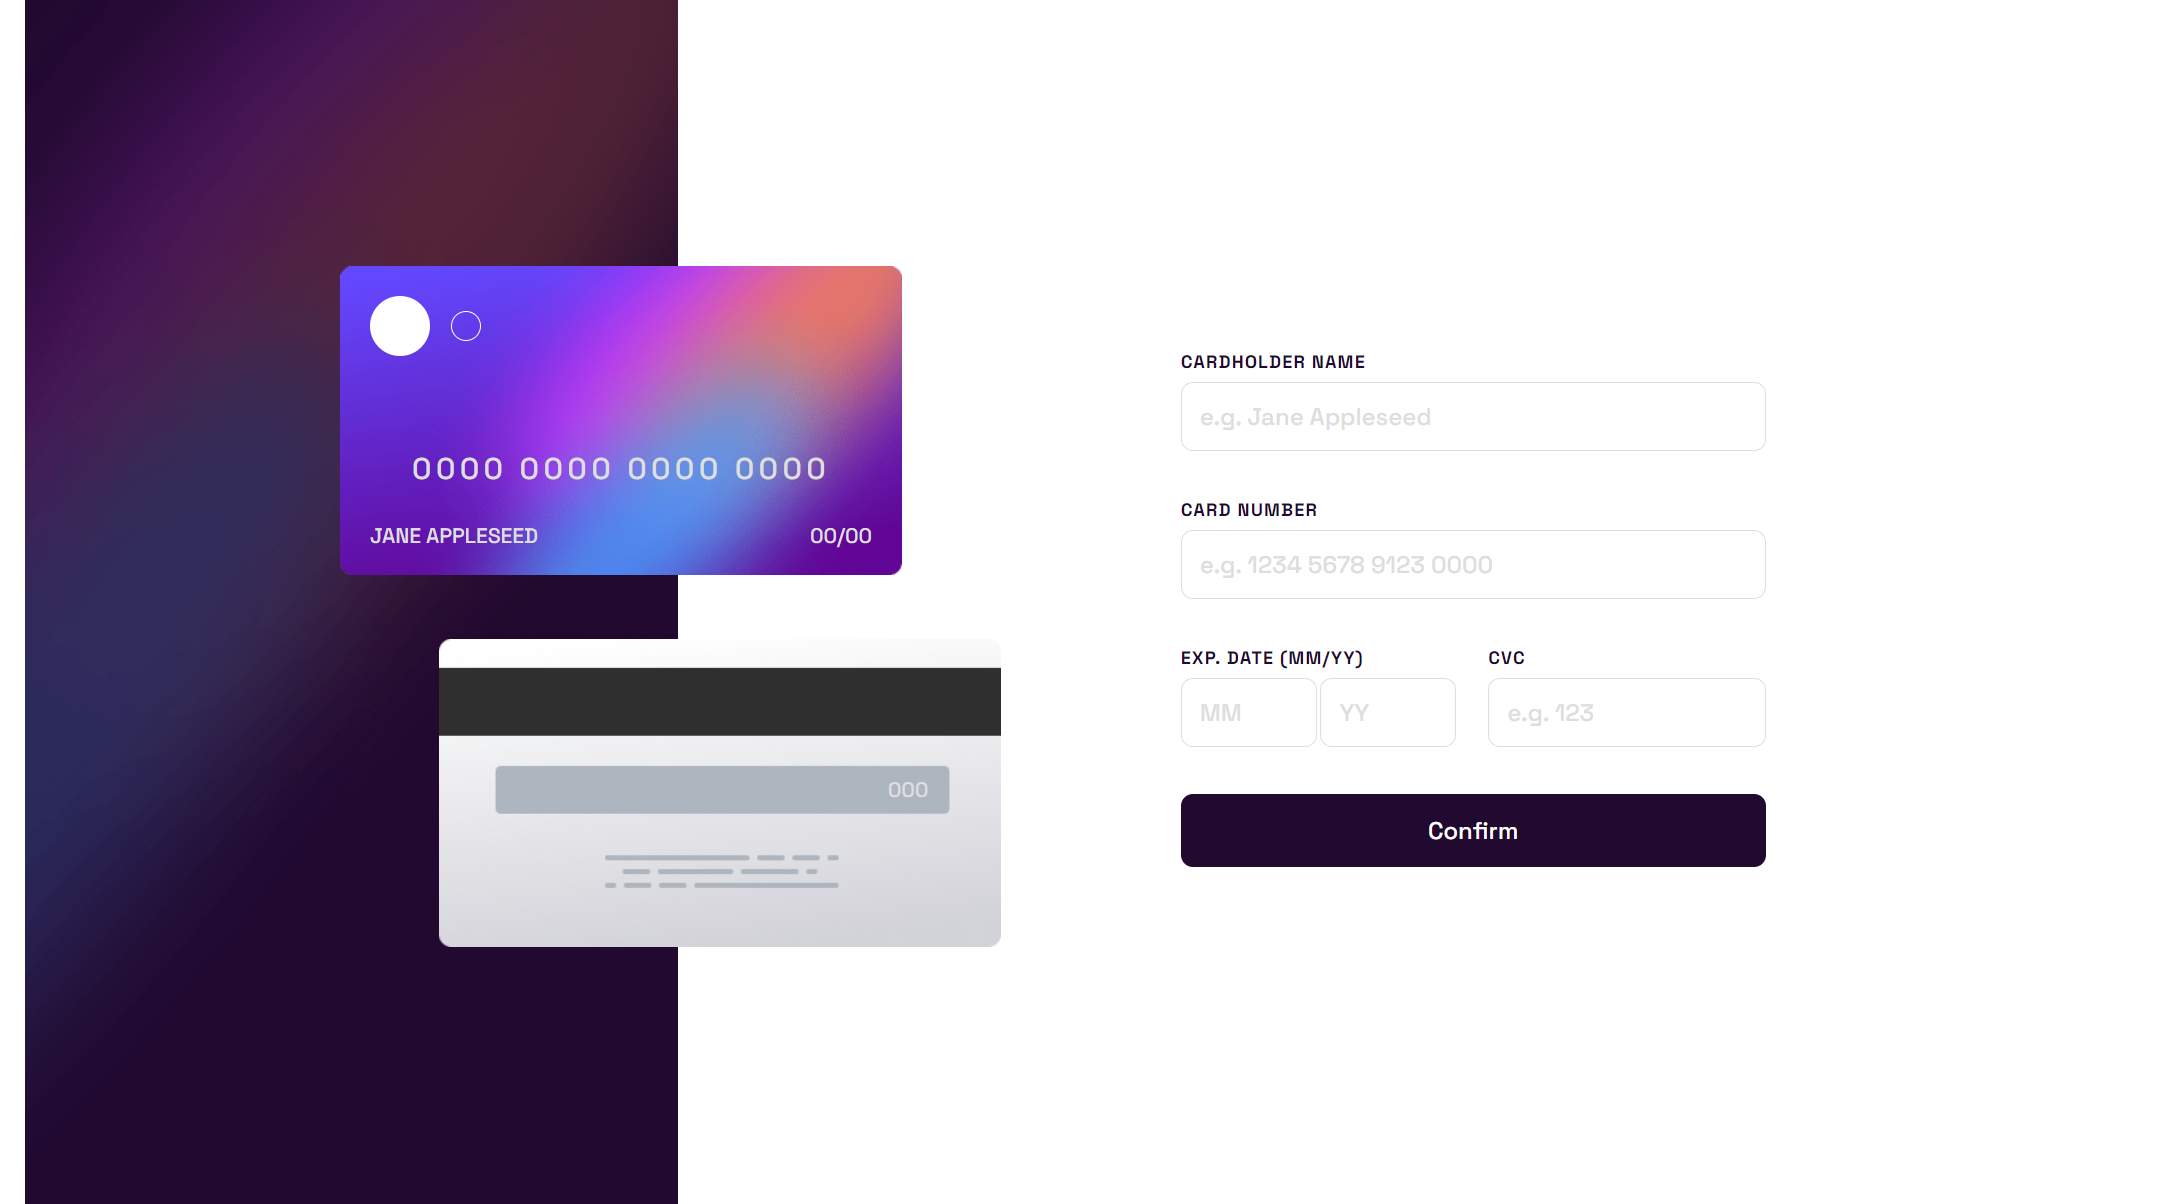 0000 0000 0000 0000
JANE APPLESEED 00/00
000
CARDHOLDER NAME
e.g. Jane Appleseed
CARD NUMBER
e.g. 1234 5678 9123 0000
EXP. DATE (MM/YY) CVC
MM YY e.g. 123
Confirm